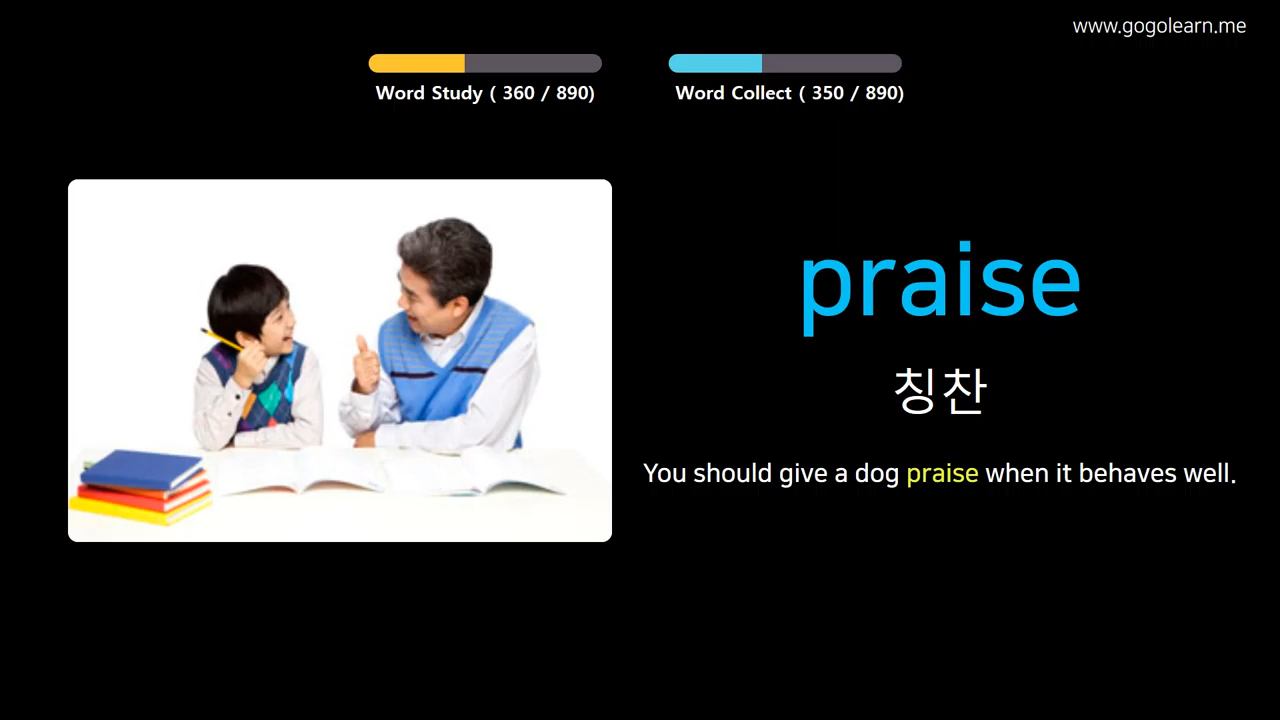 www.gogolearn.me
Word Study ( 360 / 890)
Word Collect ( 350 / 890)
praise
칭찬
You should give a dog praise when it behaves well.